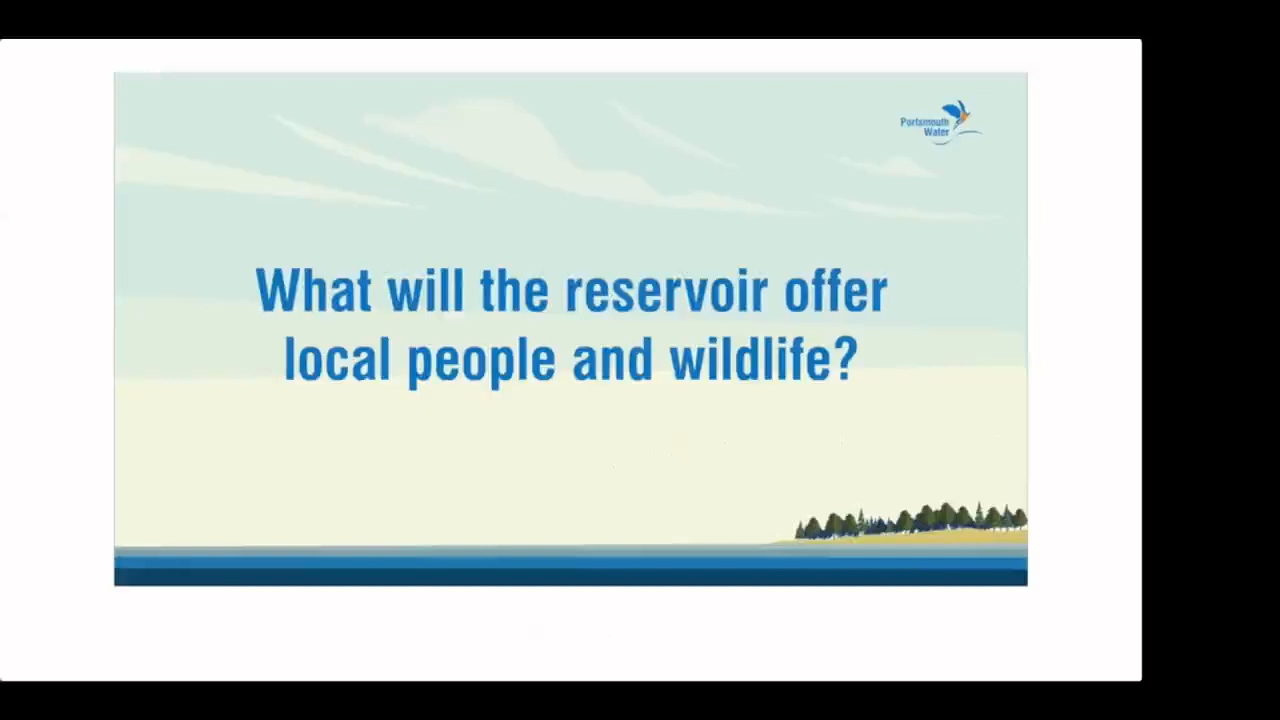 Portsmouth
Water
What will the reservoir offer
local people and wildlife?